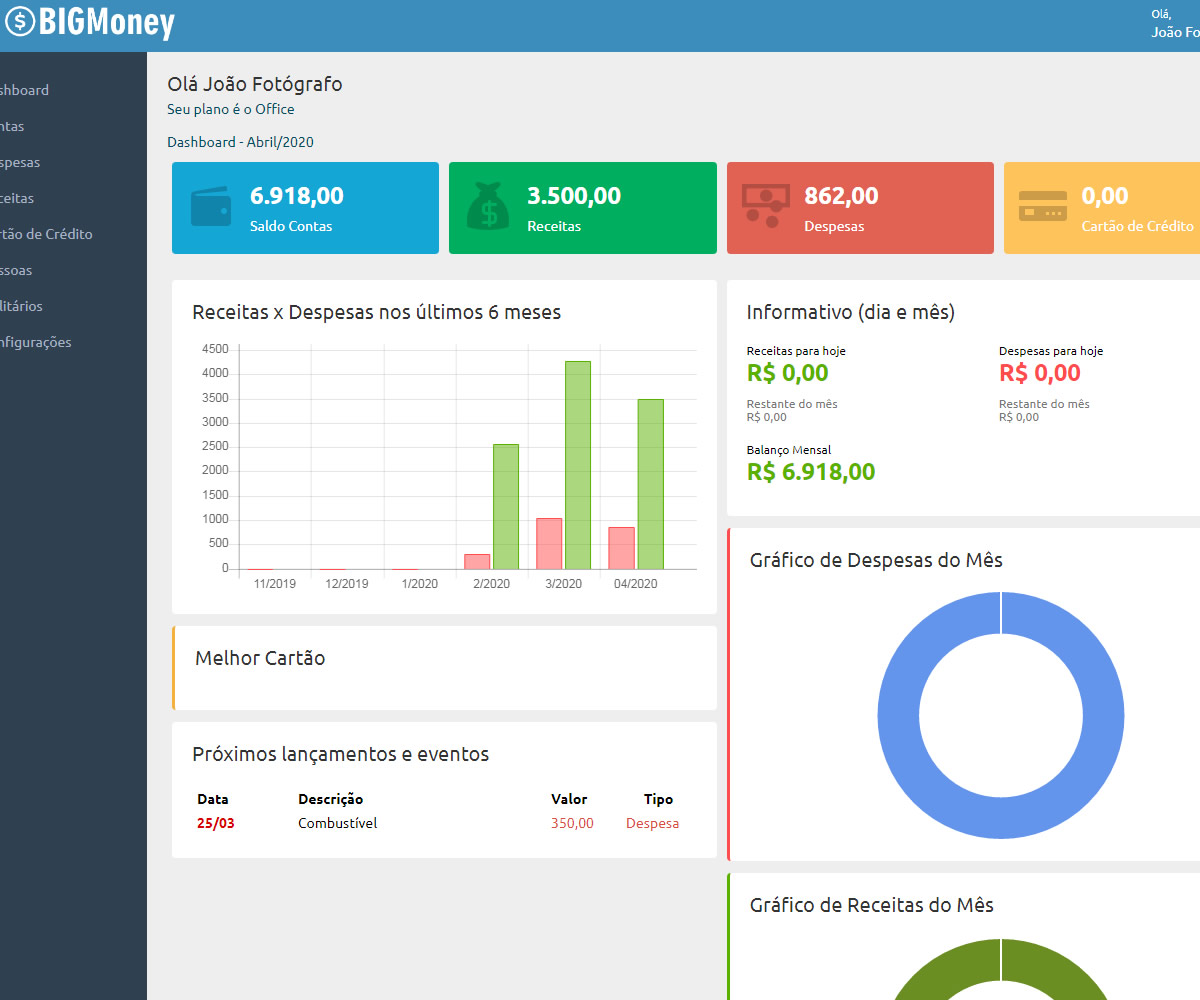 BIGMoney
Olá,
João Fo
shboard
ntas
spesas
ceitas
rtão de Crédito
ssoas
litários
nfigurações
Olá João Fotógrafo
Seu plano é o Office
Dashboard - Abril/2020
6.918,00
Saldo Contas
3.500,00
Receitas
862,00
Despesas
0,00
Cartão de Crédito
Receitas x Despesas nos últimos 6 meses
4500
4000
3500
3000
2500
2000
1500
1000
500
0
11/2019 12/2019 1/2020 2/2020 3/2020 04/2020
Informativo (dia e mês)
Receitas para hoje
R$ 0,00
Restante do mês
R$ 0,00
Despesas para hoje
R$ 0,00
Restante do mês
R$ 0,00
Balanço Mensal
R$ 6.918,00
Melhor Cartão
Próximos lançamentos e eventos
Data Descrição Valor Tipo
25/03 Combustível 350,00 Despesa
Gráfico de Despesas do Mês
Gráfico de Receitas do Mês